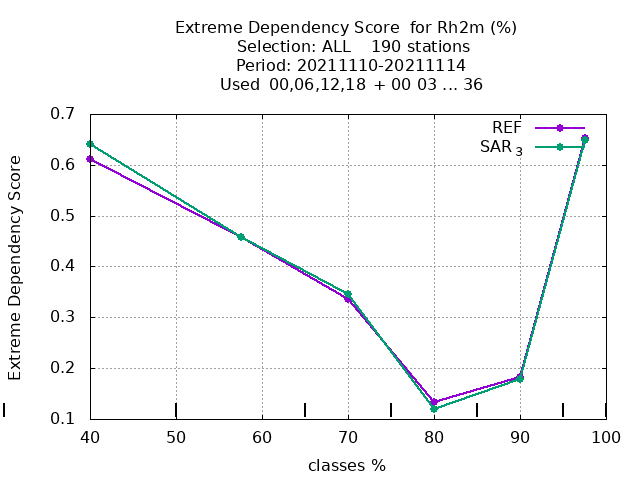 Extreme Dependency Score  for Rh2m (%)
Selection: ALL    190 stations
Period: 20211110-20211114
Used  00,06,12,18  + 00 03 ... 36
REF
SAR 3
Extreme Dependency Score
0.7
0.6
0.5
0.4
0.3
0.2
0.1
40 50 60 70 80 90 100
classes %